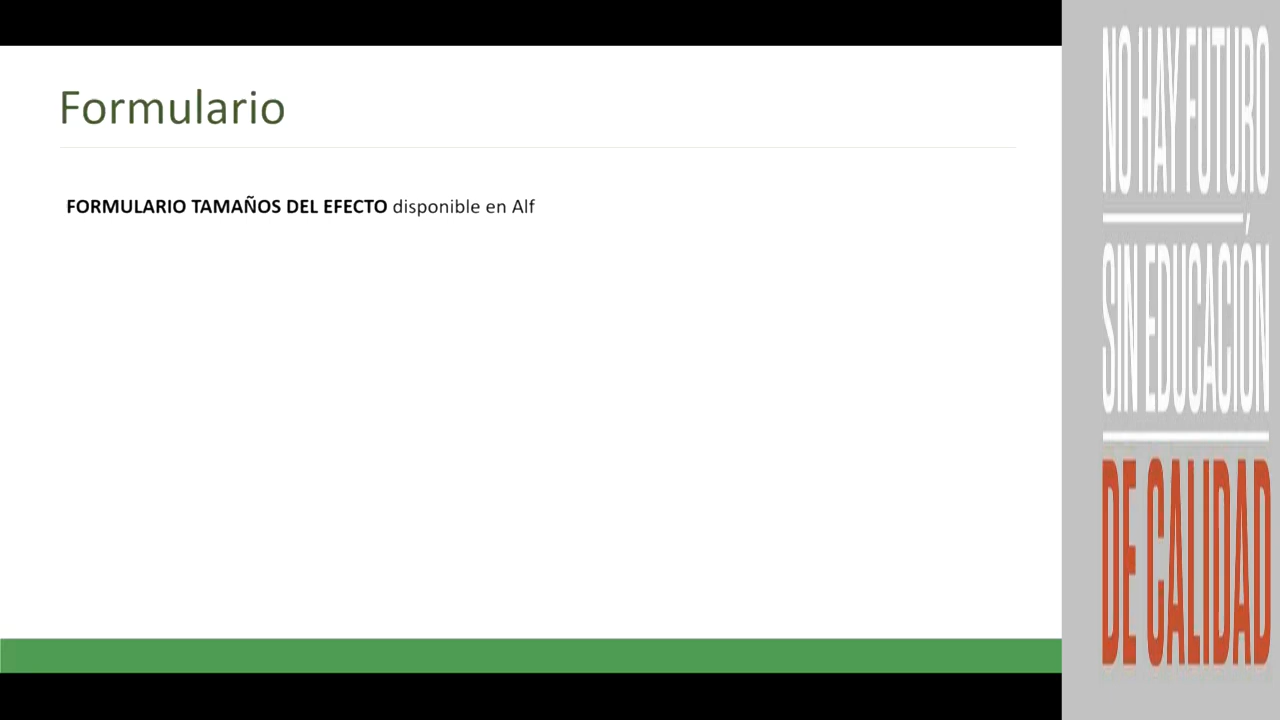 Formulario
FORMULARIO TAMAÑOS DEL EFECTO disponible en Alf
NO HAY FUTURO
SIN EDUCACIÓN
DE CALIDAD